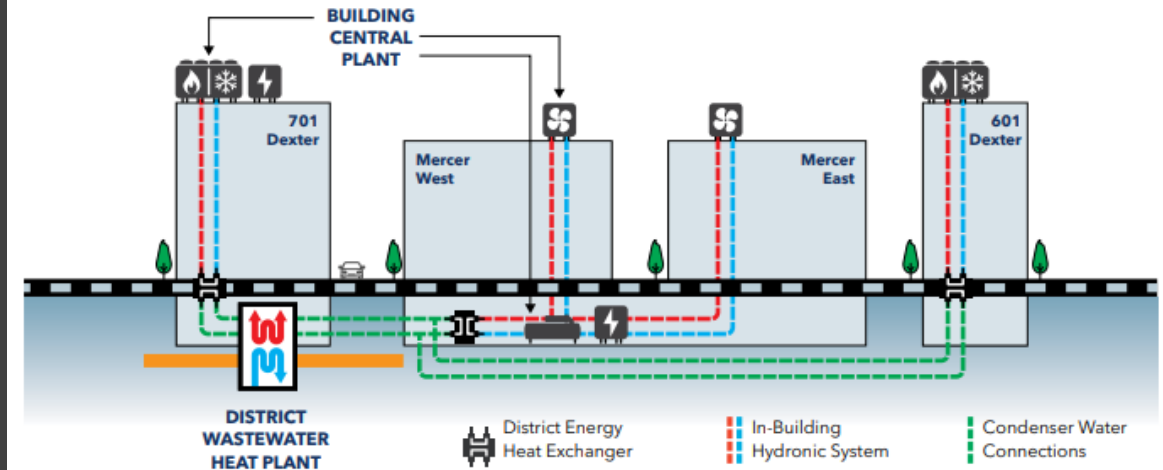 BUILDING
CENTRAL
PLANT
701
Dexter
Mercer
West
Mercer
East
601
Dexter
DISTRICT
WASTEWATER
HEAT PLANT
District Energy
Heat Exchanger
In-Building
Hydronic System
Condenser Water
Connections